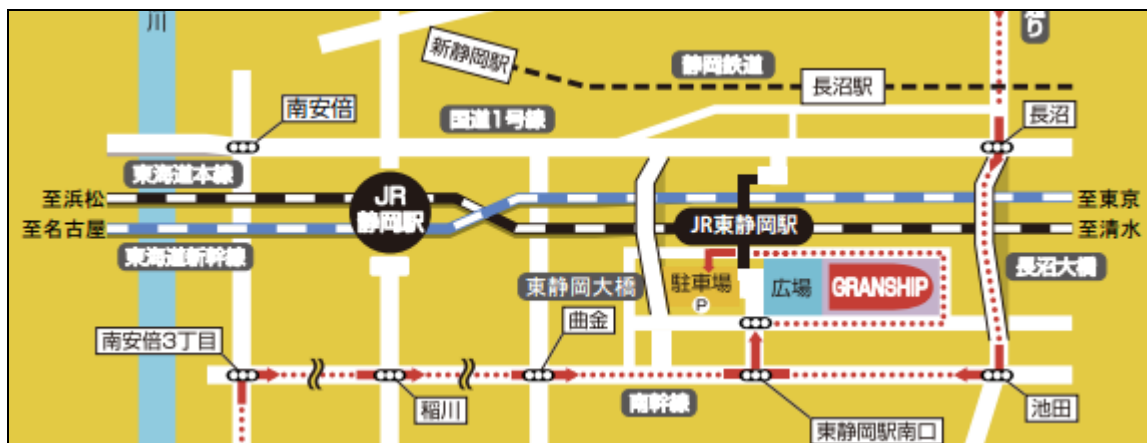 川
通り
新静岡駅
静岡鉄道
長沼駅
南安倍
国道1号線
長沼
東海道本線
至浜松
JR
静岡駅
至東京
至名古屋
JR東静岡駅
至清水
東海道新幹線
東静岡大橋
駐車場
P
広場
GRANSHIP
長沼大橋
南安倍3丁目
曲金
稲川
南幹線
東静岡駅南口
池田